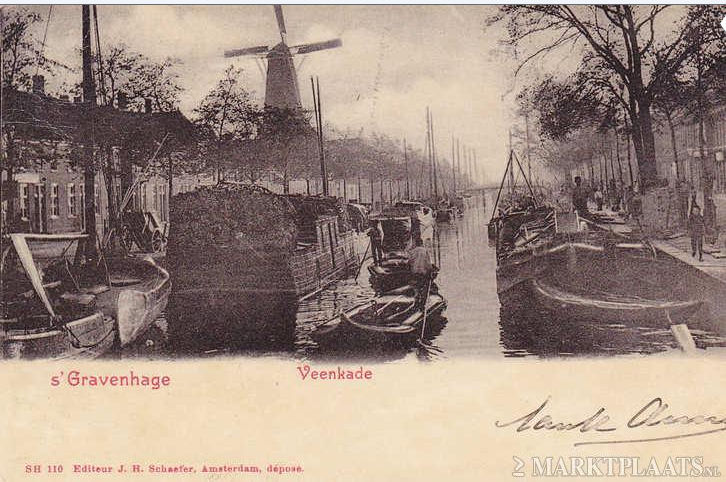 s' Gravenhage
Veenkade
SH 110 Editeur J. H. Schaefer, Amsterdam, déposé.
MARKTPLAATS.NL